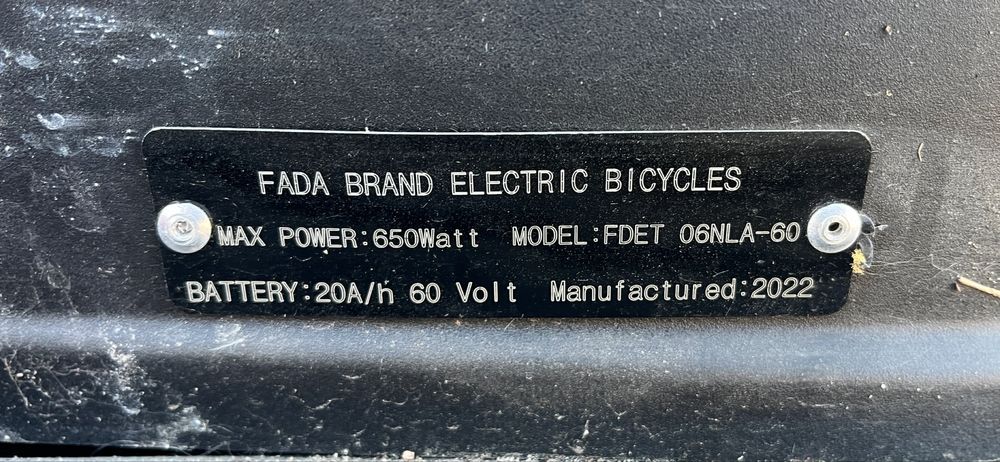 FADA BRAND ELECTRIC BICYCLES
MAX POWER:650Watt MODEL:FDET 06NLA-60
BATTERY:20A/h 60 Volt Manufactured:2022